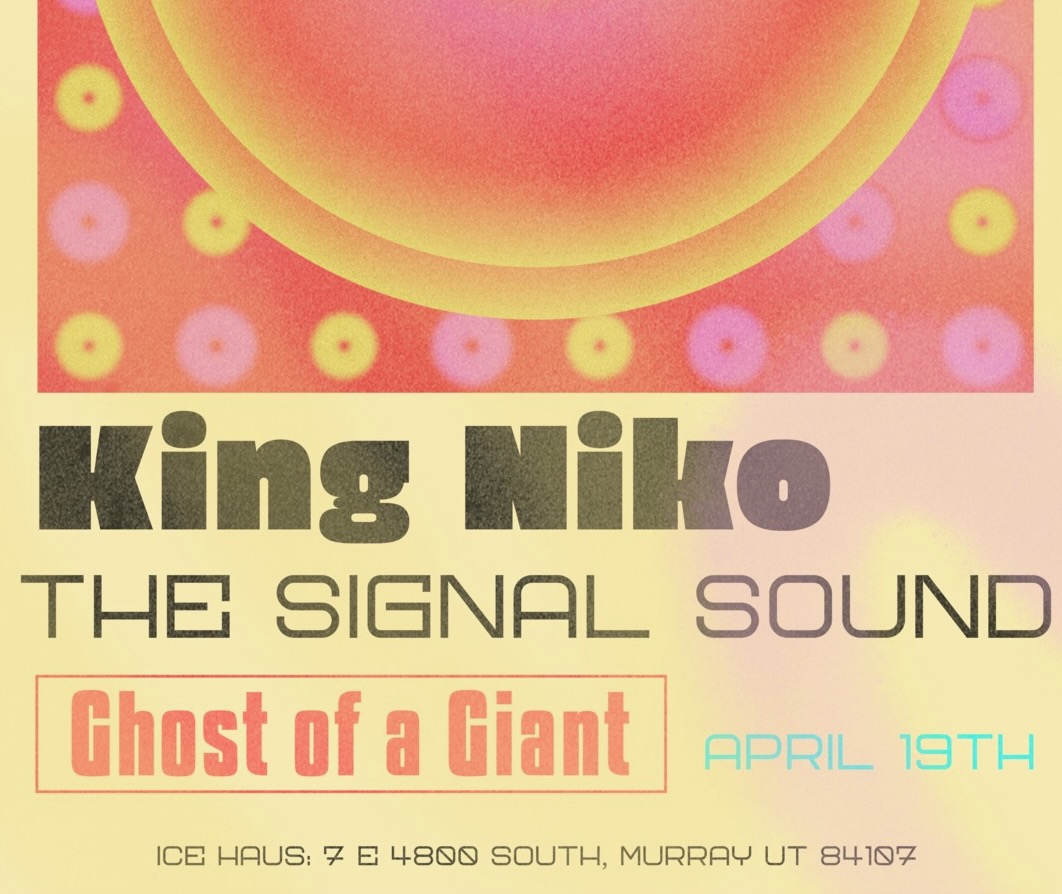 King Niko
THE SIGNAL SOUND
Ghost of a Giant
APRIL 19TH
ICE HAUS: 7 E 4800 SOUTH, MURRAY UT 84107